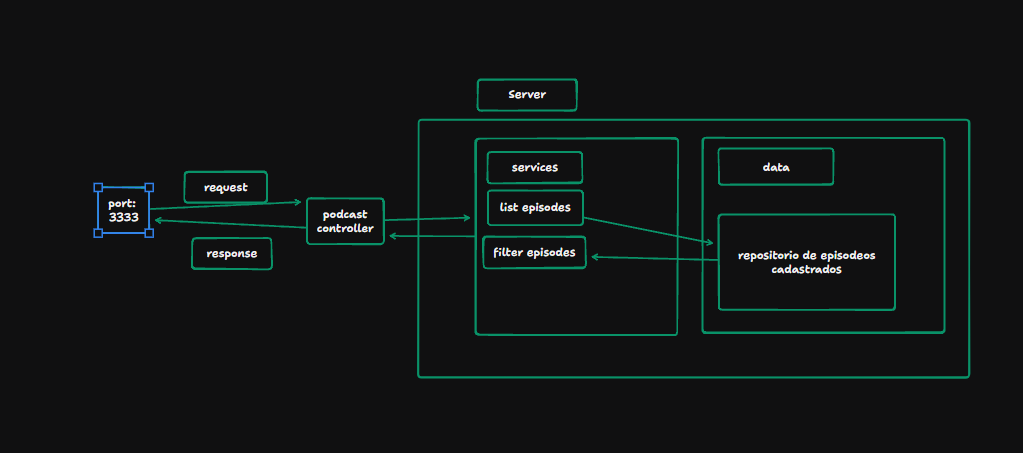 Server
port:
3333
request
response
podcast
controller
services
list episodes
filter episodes
data
repositorio de episodeos
cadastrados